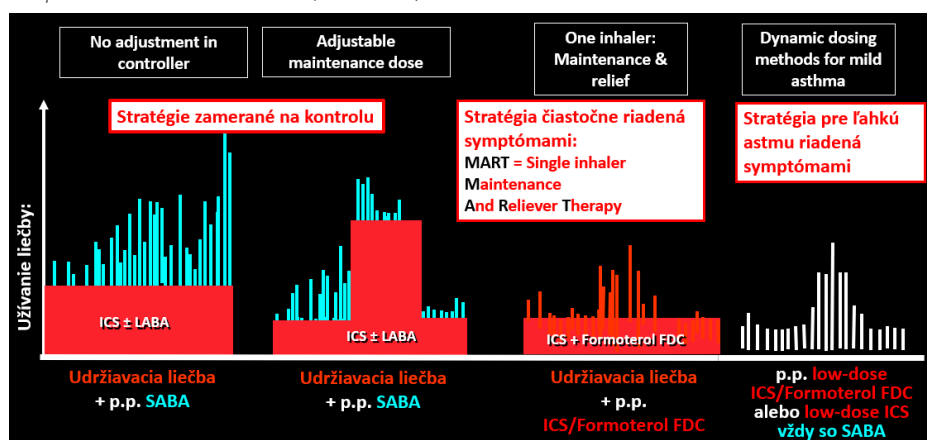 No adjustment in
controller
Adjustable
maintenance dose
One inhaler:
Maintenance &
relief
Dynamic dosing
methods for mild
asthma
Stratégie zamerané na kontrolu
Stratégia čiastočne riadená
symptómami:
MART = Single inhaler
Maintenance
And Reliever Therapy
Stratégia pre ľahkú
astmu riadená
symptómami
Užívanie liečby:
ICS ± LABA
ICS ± LABA
ICS + Formoterol FDC
Udržiavacia liečba
+ p.p. SABA
Udržiavacia liečba
+ p.p. SABA
Udržiavacia liečba
+ p.p.
ICS/Formoterol FDC
p.p. low-dose
ICS/Formoterol FDC
alebo low-dose ICS
vždy so SABA